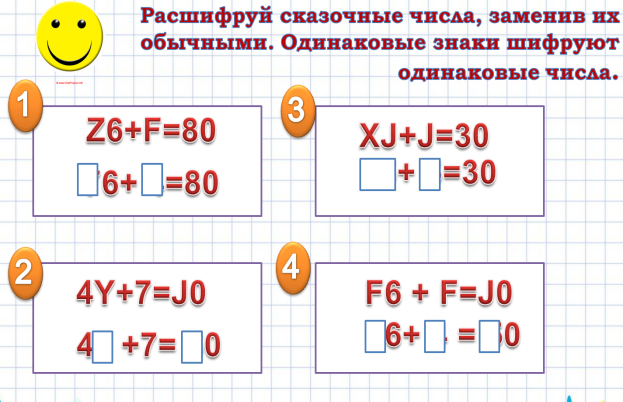 Расшифруй сказочные числа, заменив их
обычными. Одинаковые знаки шифруют
одинаковые числа.
1
Z6+F=80
6+ =80
3
XJ+J=30
+ =30
2
4Y+7=J0
4 +7= 0
4
F6 + F=J0
6+ = 0